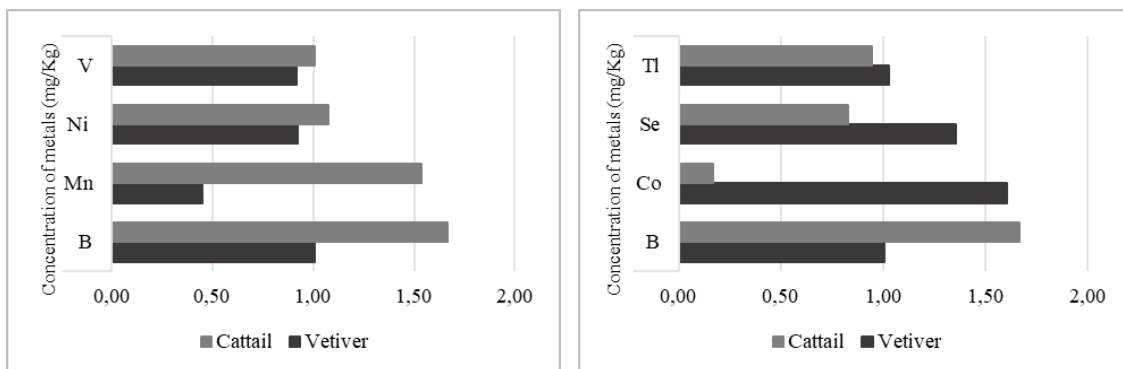 Concentration of metals (mg/Kg)
V
Ni
Mn
B
0,00 0,50 1,00 1,50 2,00
Cattail Vetiver
Concentration of metals (mg/Kg)
Tl
Se
Co
B
0,00 0,50 1,00 1,50 2,00
Cattail Vetiver